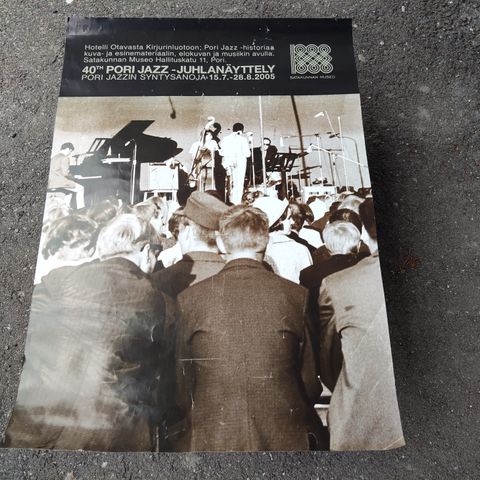 Hotelli Otavasta Kirjurinluotoon; Pori Jazz -historiaa
kuva- ja esinemateriaalin, elokuvan ja musiikin avulla.
Satakunnan Museo Hallituskatu 11, Pori.
40TH PORI JAZZ -JUHLANÄYTTELY
PORI JAZZIN SYNTYSANOJA 15.7.-28.8.2005
1888
SATAKUNNAN MUSEO